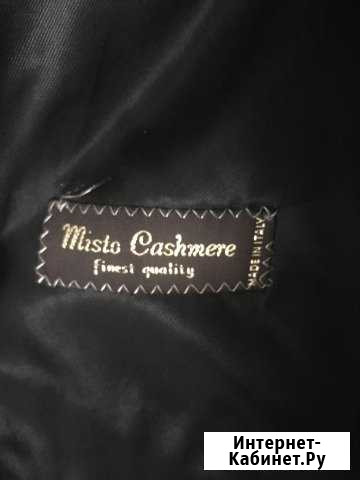 Misto Cashmere
finest quality
MADE IN ITALY
Интернет-
Кабинет.Ру